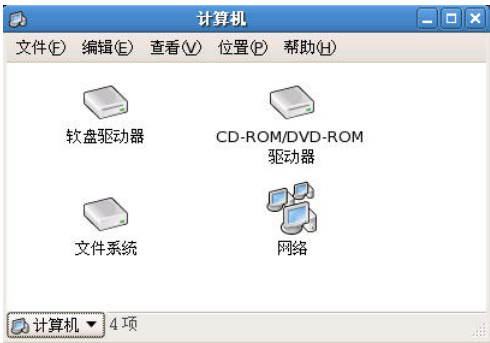 计算机
文件(F) 编辑(E) 查看(V) 位置(P) 帮助(H)
软盘驱动器
CD-ROM/DVD-ROM
驱动器
文件系统
网络
计算机 4 项